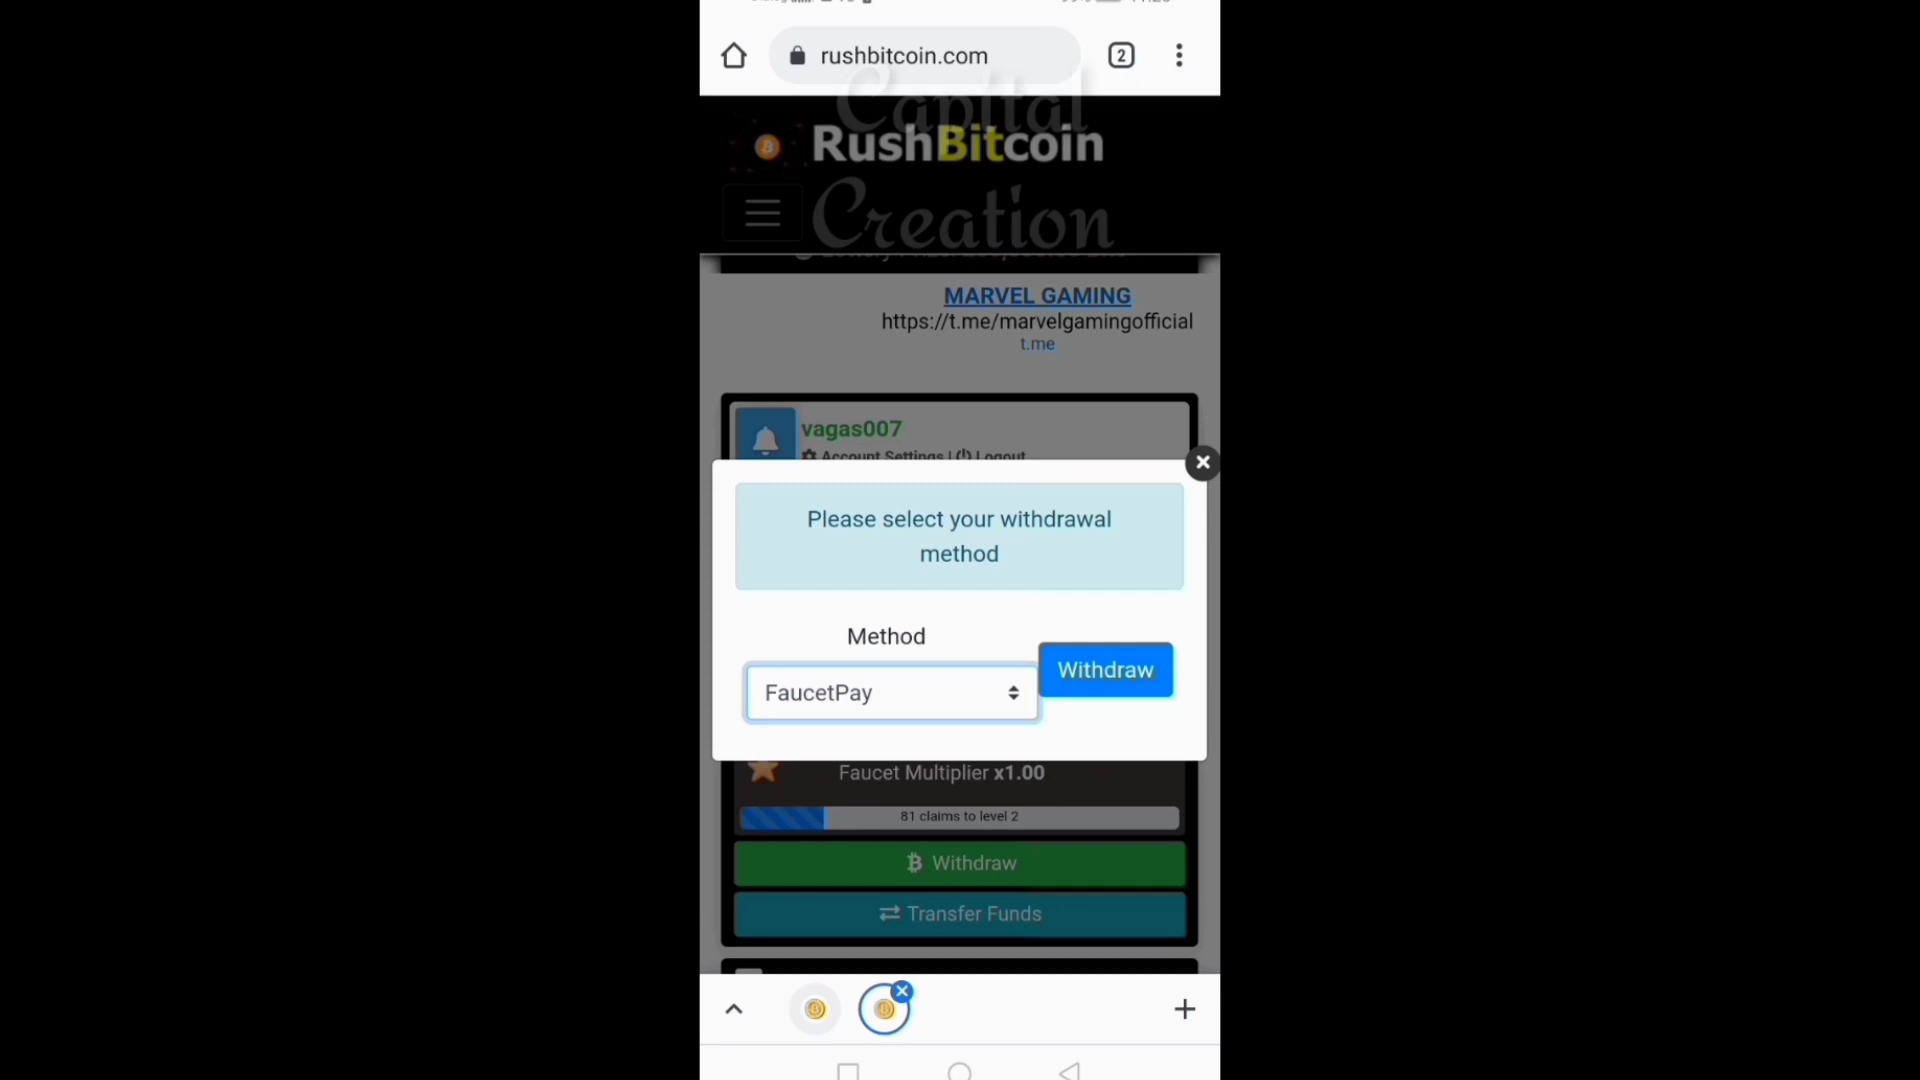 2
rushbitcoin.com
Capital
RushBitcoin
Creation
MARVEL GAMING
https://t.me/marvelgamingofficial
t.me
vagas007
Account Settings | Logout
Please select your withdrawal
method
Method
Withdraw
FaucetPay
Faucet Multiplier x1.00
81 claims to level 2
Withdraw
Transfer Funds